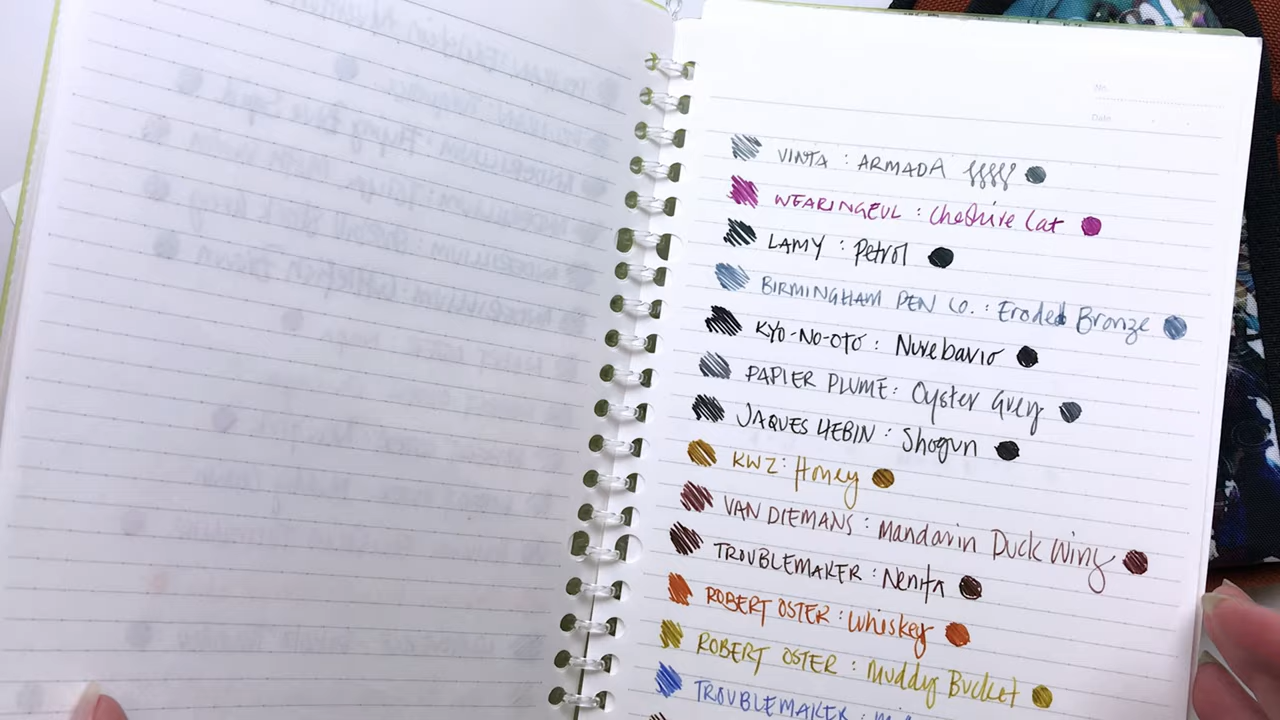 No.
Date
VINTA : ARMADA
WEARINGEUL : Cheshire Cat
LAMY : Petrol
BIRMINGHAM PEN CO. : Eroded Bronze
KYO-NO-OTO : Nurebairo
PAPIER PLUME : Oyster Grey
JAQUES HEBIN : Shogun
KWZ : Honey
VAN DIEMANS : Mandarin Duck Wing
TROUBLEMAKER : Nenita
ROBERT OSTER : Whiskey
ROBERT OSTER : Muddy Bucket
TROUBLEMAKER :